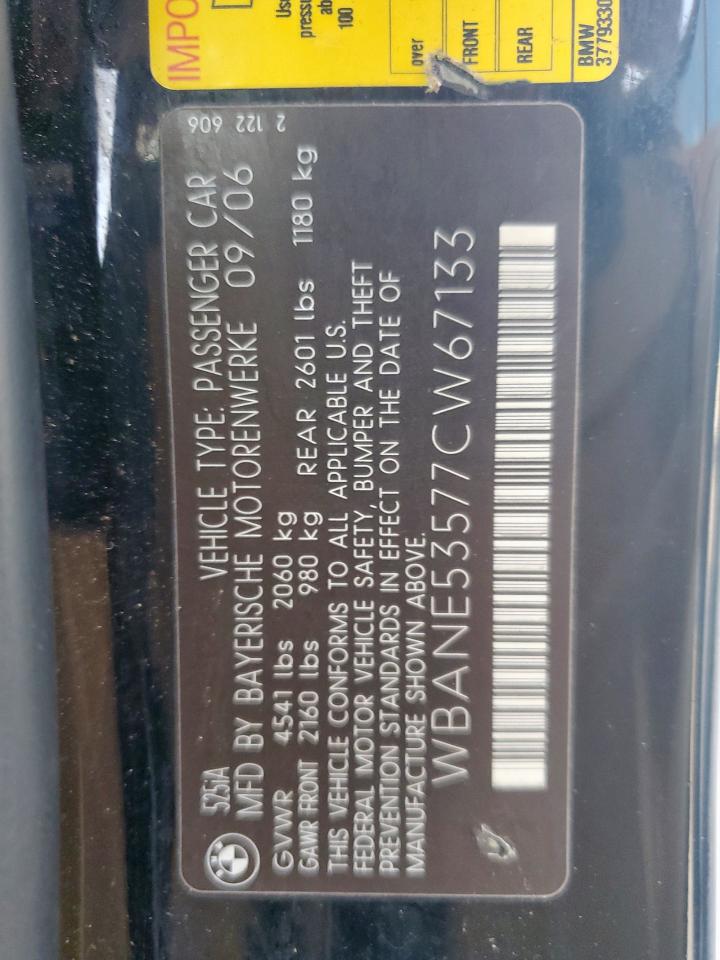 IMPO
over
FRONT
REAR
BMW
3779330
2 122 606
525iA VEHICLE TYPE: PASSENGER CAR
MFD BY BAYERISCHE MOTORENWERKE 09/06
GVWR 4541 lbs 2060 kg
GAWR FRONT 2160 lbs 980 kg REAR 2601 lbs 1180 kg
THIS VEHICLE CONFORMS TO ALL APPLICABLE U.S.
FEDERAL MOTOR VEHICLE SAFETY, BUMPER AND THEFT
PREVENTION STANDARDS IN EFFECT ON THE DATE OF
MANUFACTURE SHOWN ABOVE.
WBANE53577CW67133